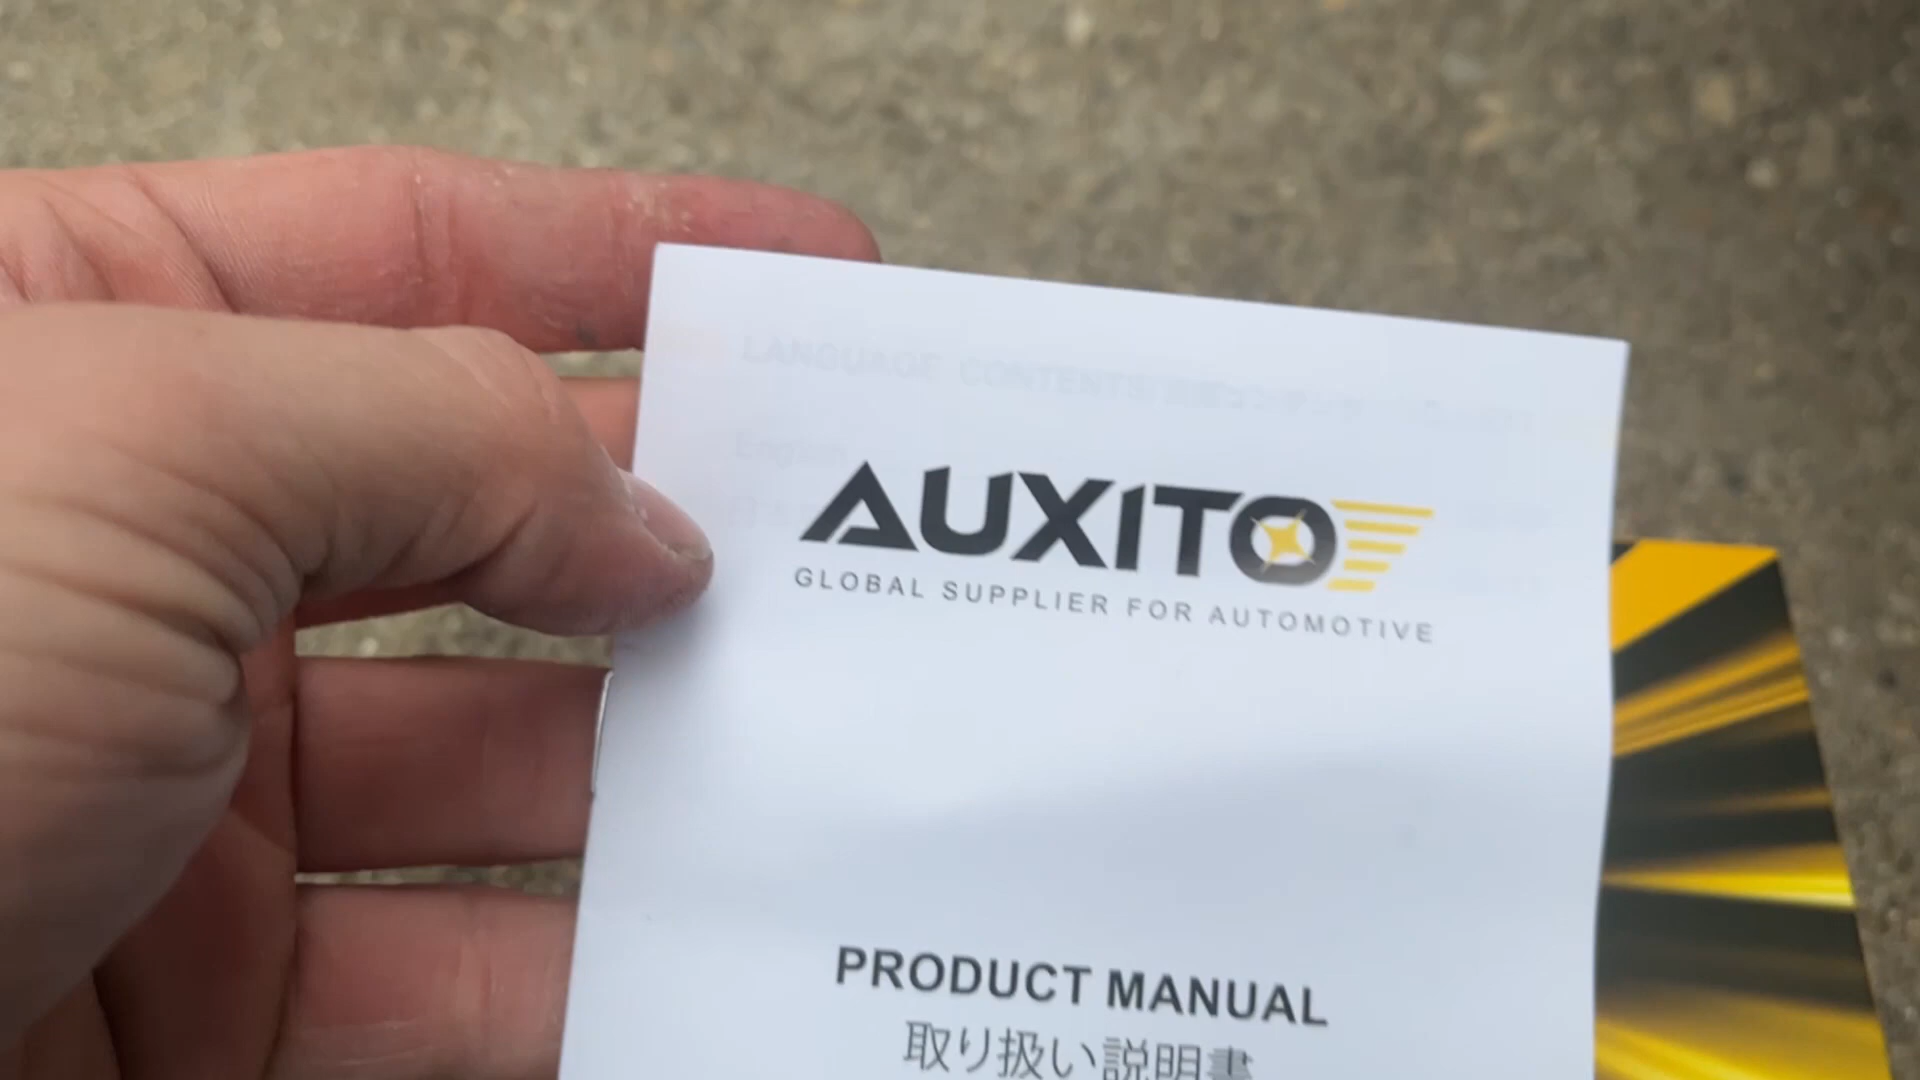 LANGUAGE CONTENTS
English
AUXITO
GLOBAL SUPPLIER FOR AUTOMOTIVE
PRODUCT MANUAL
取り扱い説明書